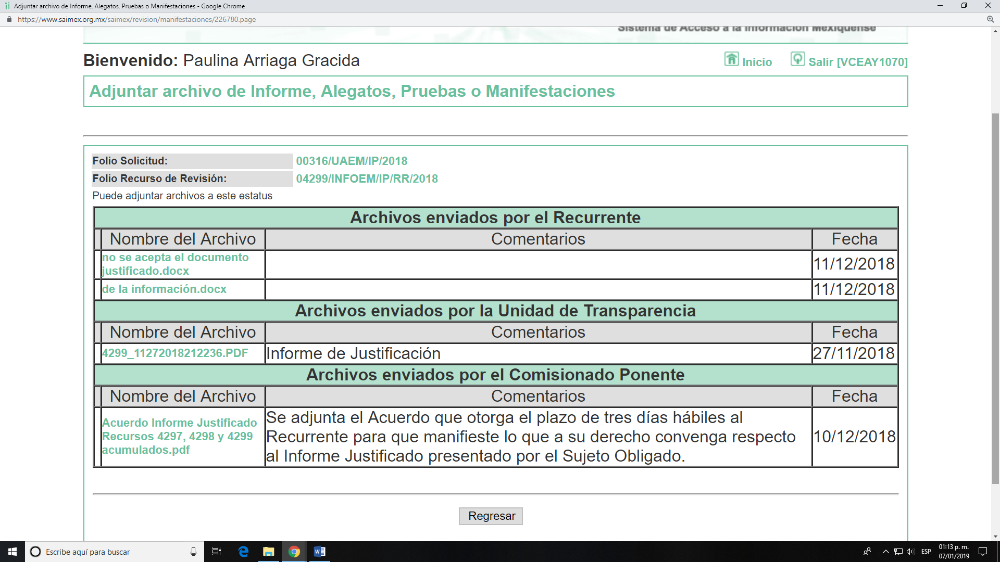 Adjuntar archivo de Informe, Alegatos, Pruebas o Manifestaciones - Google Chrome
https://www.saimex.org.mx/saimex/revision/manifestaciones/226780.page
Sistema de Acceso a la Información Mexiquense
Bienvenido: Paulina Arriaga Gracida
Inicio
Salir [VCEAY1070]
Adjuntar archivo de Informe, Alegatos, Pruebas o Manifestaciones
Folio Solicitud: 00316/UAEM/IP/2018
Folio Recurso de Revisión: 04299/INFOEM/IP/RR/2018
Puede adjuntar archivos a este estatus
Archivos enviados por el Recurrente
Nombre del Archivo Comentarios Fecha
no se acepta el documento
justificado.docx
11/12/2018
de la información.docx 11/12/2018
Archivos enviados por la Unidad de Transparencia
Nombre del Archivo Comentarios Fecha
4299_11272018212236.PDF Informe de Justificación 27/11/2018
Archivos enviados por el Comisionado Ponente
Nombre del Archivo Comentarios Fecha
Acuerdo Informe Justificado
Recursos 4297, 4298 y 4299
acumulados.pdf
Se adjunta el Acuerdo que otorga el plazo de tres días hábiles al
Recurrente para que manifieste lo que a su derecho convenga respecto
al Informe Justificado presentado por el Sujeto Obligado.
10/12/2018
Regresar
Escribe aquí para buscar
ESP
01:13 p. m.
07/01/2019